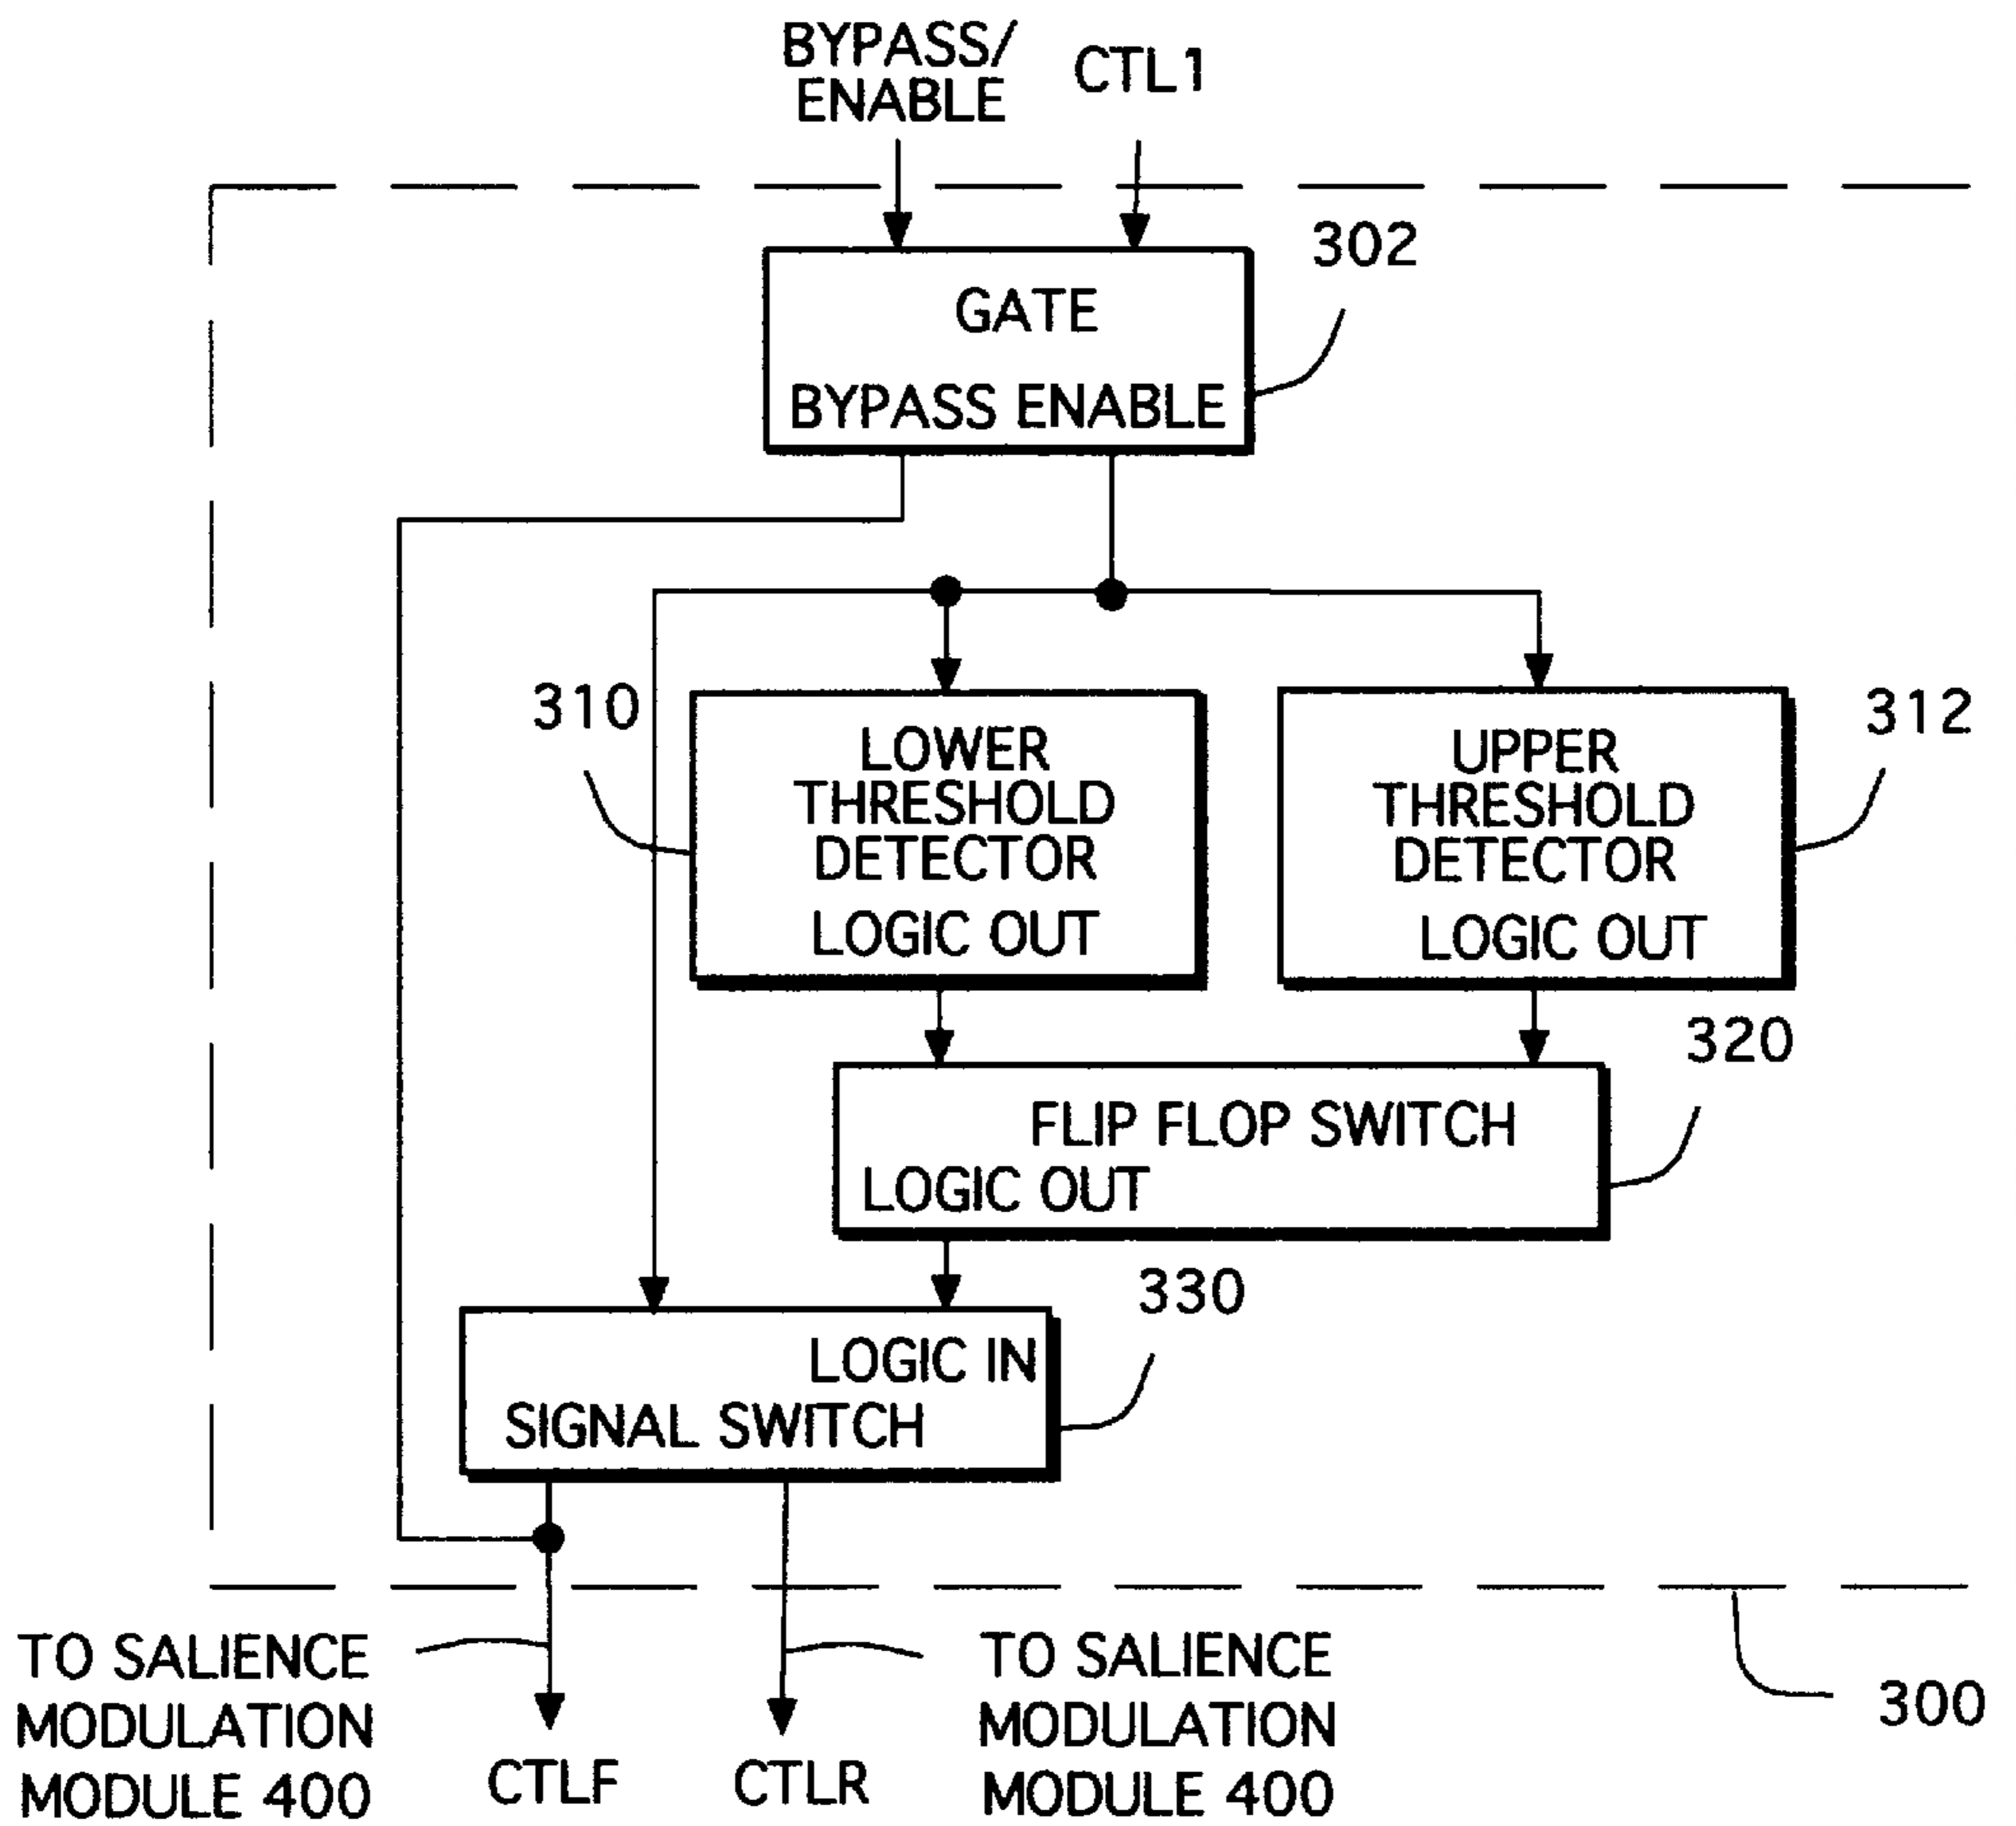 BYPASS/
ENABLE
CTL1
302
GATE
BYPASS ENABLE
310
LOWER
THRESHOLD
DETECTOR
LOGIC OUT
UPPER
THRESHOLD
DETECTOR
LOGIC OUT
312
320
FLIP FLOP SWITCH
LOGIC OUT
330
LOGIC IN
SIGNAL SWITCH
TO SALIENCE
MODULATION
MODULE 400
CTLF
CTLR
TO SALIENCE
MODULATION
MODULE 400
300